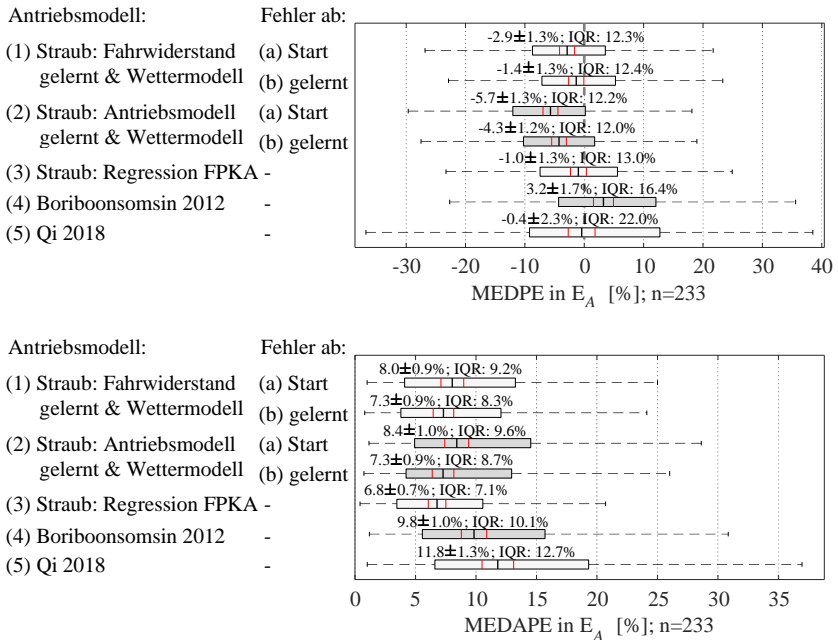 Antriebsmodell: Fehler ab:
(1) Straub: Fahrwiderstand (a) Start -2.9±1.3%; IQR: 12.3%
gelernt & Wettermodell (b) gelernt -1.4±1.3%; IQR: 12.4%
(2) Straub: Antriebsmodell (a) Start -5.7±1.3%; IQR: 12.2%
gelernt & Wettermodell (b) gelernt -4.3±1.2%; IQR: 12.0%
(3) Straub: Regression FPKA - -1.0±1.3%; IQR: 13.0%
(4) Boriboonsomsin 2012 - 3.2±1.7%; IQR: 16.4%
(5) Qi 2018 - -0.4±2.3%; IQR: 22.0%
-30 -20 -10 0 10 20 30 40
MEDPE in E_A [%]; n=233
Antriebsmodell: Fehler ab:
(1) Straub: Fahrwiderstand (a) Start 8.0±0.9%; IQR: 9.2%
gelernt & Wettermodell (b) gelernt 7.3±0.9%; IQR: 8.3%
(2) Straub: Antriebsmodell (a) Start 8.4±1.0%; IQR: 9.6%
gelernt & Wettermodell (b) gelernt 7.3±0.9%; IQR: 8.7%
(3) Straub: Regression FPKA - 6.8±0.7%; IQR: 7.1%
(4) Boriboonsomsin 2012 - 9.8±1.0%; IQR: 10.1%
(5) Qi 2018 - 11.8±1.3%; IQR: 12.7%
0 5 10 15 20 25 30 35
MEDAPE in E_A [%]; n=233